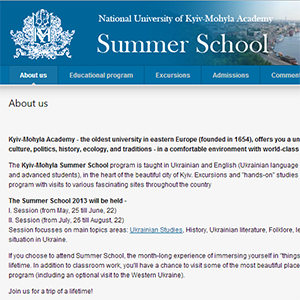 National University of Kyiv-Mohyla Academy
Summer School
About us Educational program Excursions Admissions Commen
About us
Kyiv-Mohyla Academy - the oldest university in eastern Europe (founded in 1654), offers you a un
culture, politics, history, ecology, and traditions - in a comfortable environment with world-class
The Kyiv-Mohyla Summer School program is taught in Ukrainian and English (Ukrainian language
and advanced students), in the heart of the beautiful city of Kyiv. Excursions and "hands-on" studies
program with visits to various fascinating sites throughout the country
The Summer School 2013 will be held -
I. Session (from May, 25 till June, 22)
II. Session (from July, 26 till August, 22)
Session focusses on main topics areas: Ukrainian Studies, History, Ukrainian literature, Folklore, le
situation in Ukraine.
If you choose to attend Summer School, the month-long experience of immersing yourself in "things
lifetime. In addition to classroom work, you'll have a chance to visit some of the most beautiful place
program (including an optional visit to the Western Ukraine).
Join us for a trip of a lifetime!